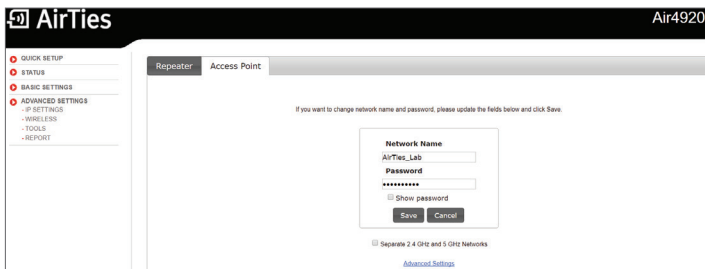 AirTies
Air4920
QUICK SETUP
STATUS
BASIC SETTINGS
ADVANCED SETTINGS
- IP SETTINGS
- WIRELESS
- TOOLS
- REPORT
Repeater
Access Point
If you want to change network name and password, please update the fields below and click Save.
Network Name
AirTies_Lab
Password
••••••••••
Show password
Save
Cancel
Separate 2.4 GHz and 5 GHz Networks
Advanced Settings